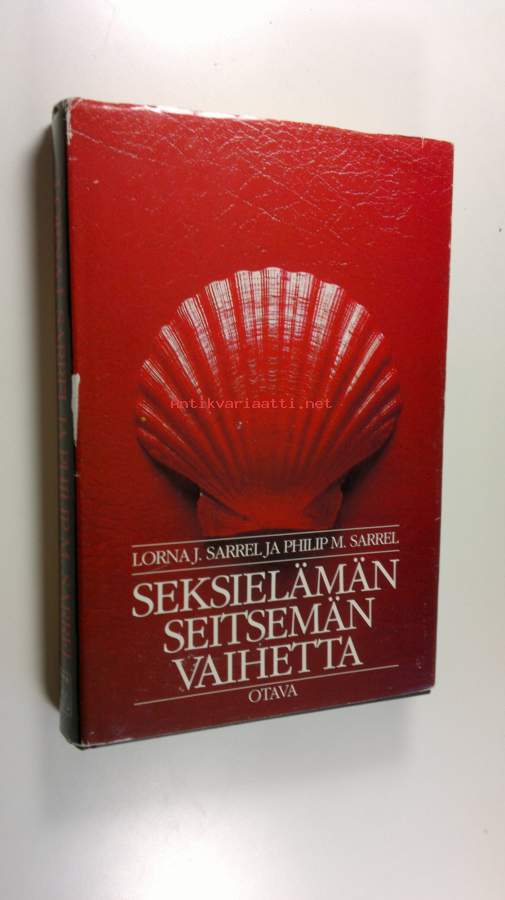 antikvariaatti.net
LORNA J. SARREL JA PHILIP M. SARREL
SEKSIELÄMÄN
SEITSEMÄN
VAIHETTA
OTAVA